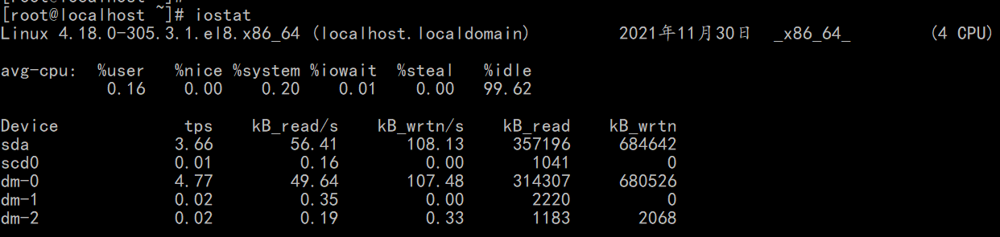 [root@localhost ~]# iostat
Linux 4.18.0-305.3.1.el8.x86_64 (localhost.localdomain) 2021年11月30日 _x86_64_ (4 CPU)
avg-cpu: %user %nice %system %iowait %steal %idle
0.16 0.00 0.20 0.01 0.00 99.62
Device tps kB_read/s kB_wrtn/s kB_read kB_wrtn
sda 3.66 56.41 108.13 357196 684642
scd0 0.01 0.16 0.00 1041 0
dm-0 4.77 49.64 107.48 314307 680526
dm-1 0.02 0.35 0.00 2220 0
dm-2 0.02 0.19 0.33 1183 2068